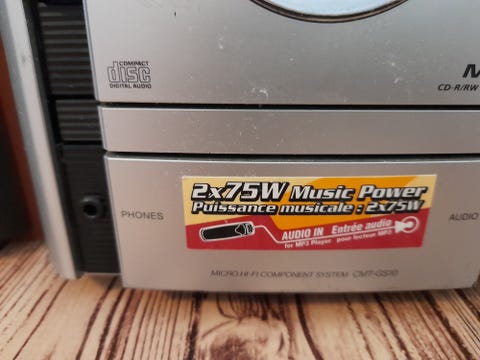 COMPACT
disc
DIGITAL AUDIO
CD-R/RW
2x75W Music Power
Puissance musicale : 2x75W
PHONES
AUDIO
AUDIO IN Entrée audio
for MP3 Player pour lecteur MP3
MICRO HI-FI COMPONENT SYSTEM CMT-GS10